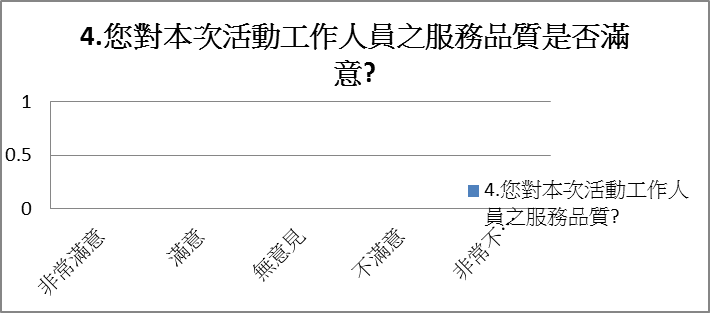 4.您對本次活動工作人員之服務品質是否滿
意?
1
0.5
0
非常滿意
滿意
無意見
不滿意
非常不...
4.您對本次活動工作人
員之服務品質?